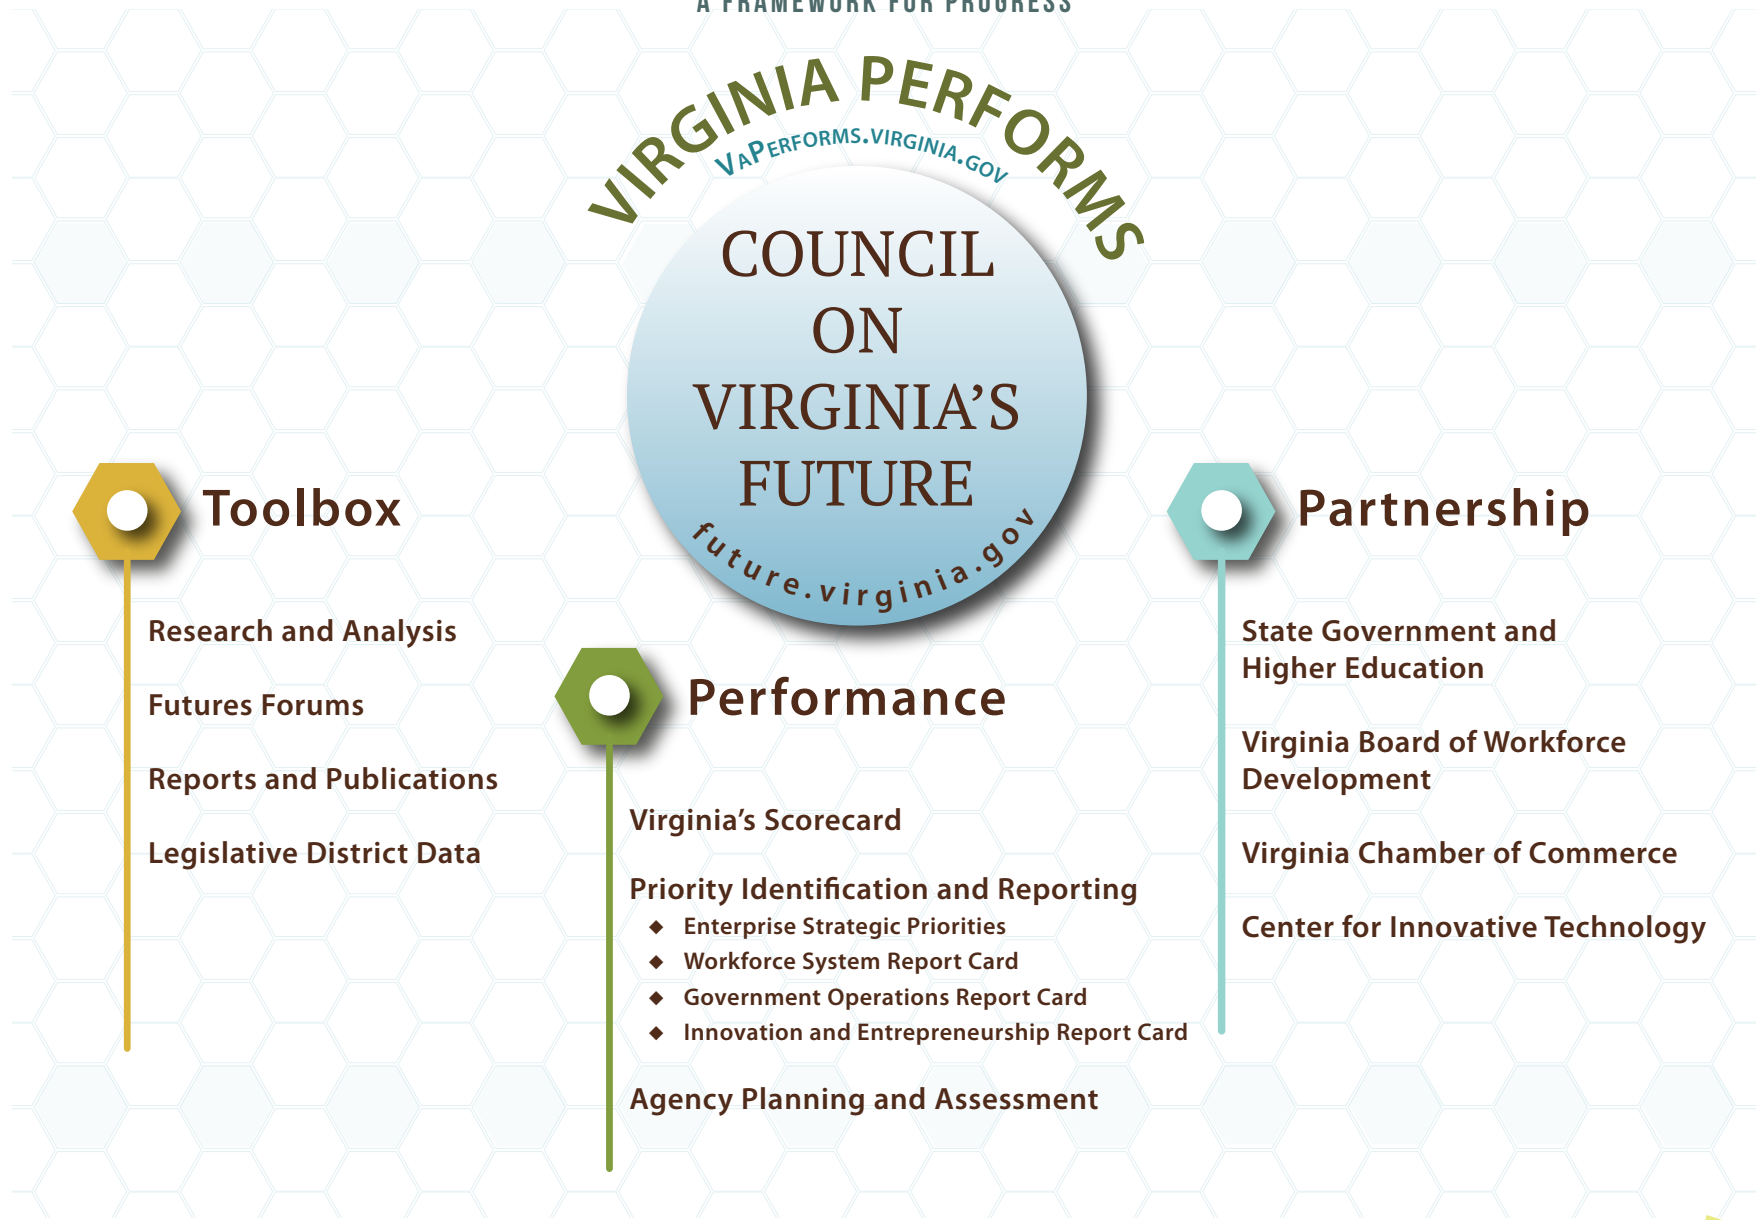 A FRAMEWORK FOR PROGRESS
VIRGINIA PERFORMS
VAPERFORMS.VIRGINIA.GOV
COUNCIL
ON
VIRGINIA'S
FUTURE
future.virginia.gov
Toolbox
Research and Analysis
Futures Forums
Reports and Publications
Legislative District Data
Performance
Virginia's Scorecard
Priority Identification and Reporting
◆ Enterprise Strategic Priorities
◆ Workforce System Report Card
◆ Government Operations Report Card
◆ Innovation and Entrepreneurship Report Card
Agency Planning and Assessment
Partnership
State Government and
Higher Education
Virginia Board of Workforce
Development
Virginia Chamber of Commerce
Center for Innovative Technology